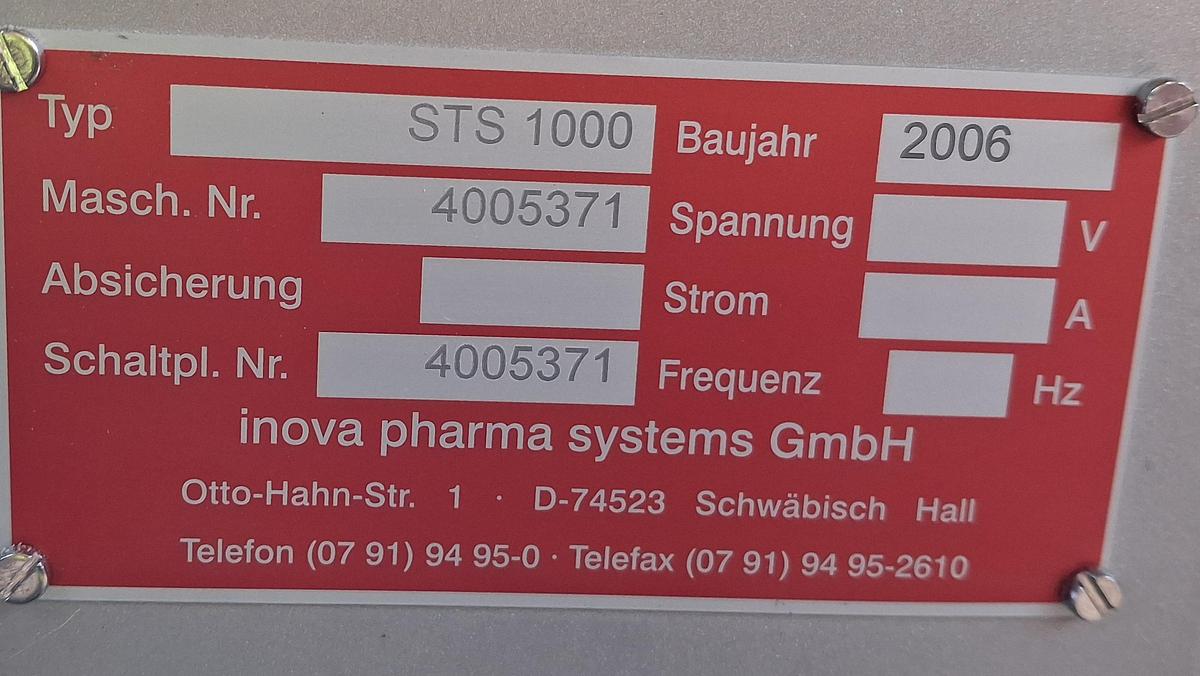 Typ STS 1000 Baujahr 2006
Masch. Nr. 4005371 Spannung V
Absicherung Strom A
Schaltpl. Nr. 4005371 Frequenz Hz
inova pharma systems GmbH
Otto-Hahn-Str. 1 · D-74523 Schwäbisch Hall
Telefon (07 91) 94 95-0 · Telefax (07 91) 94 95-2610